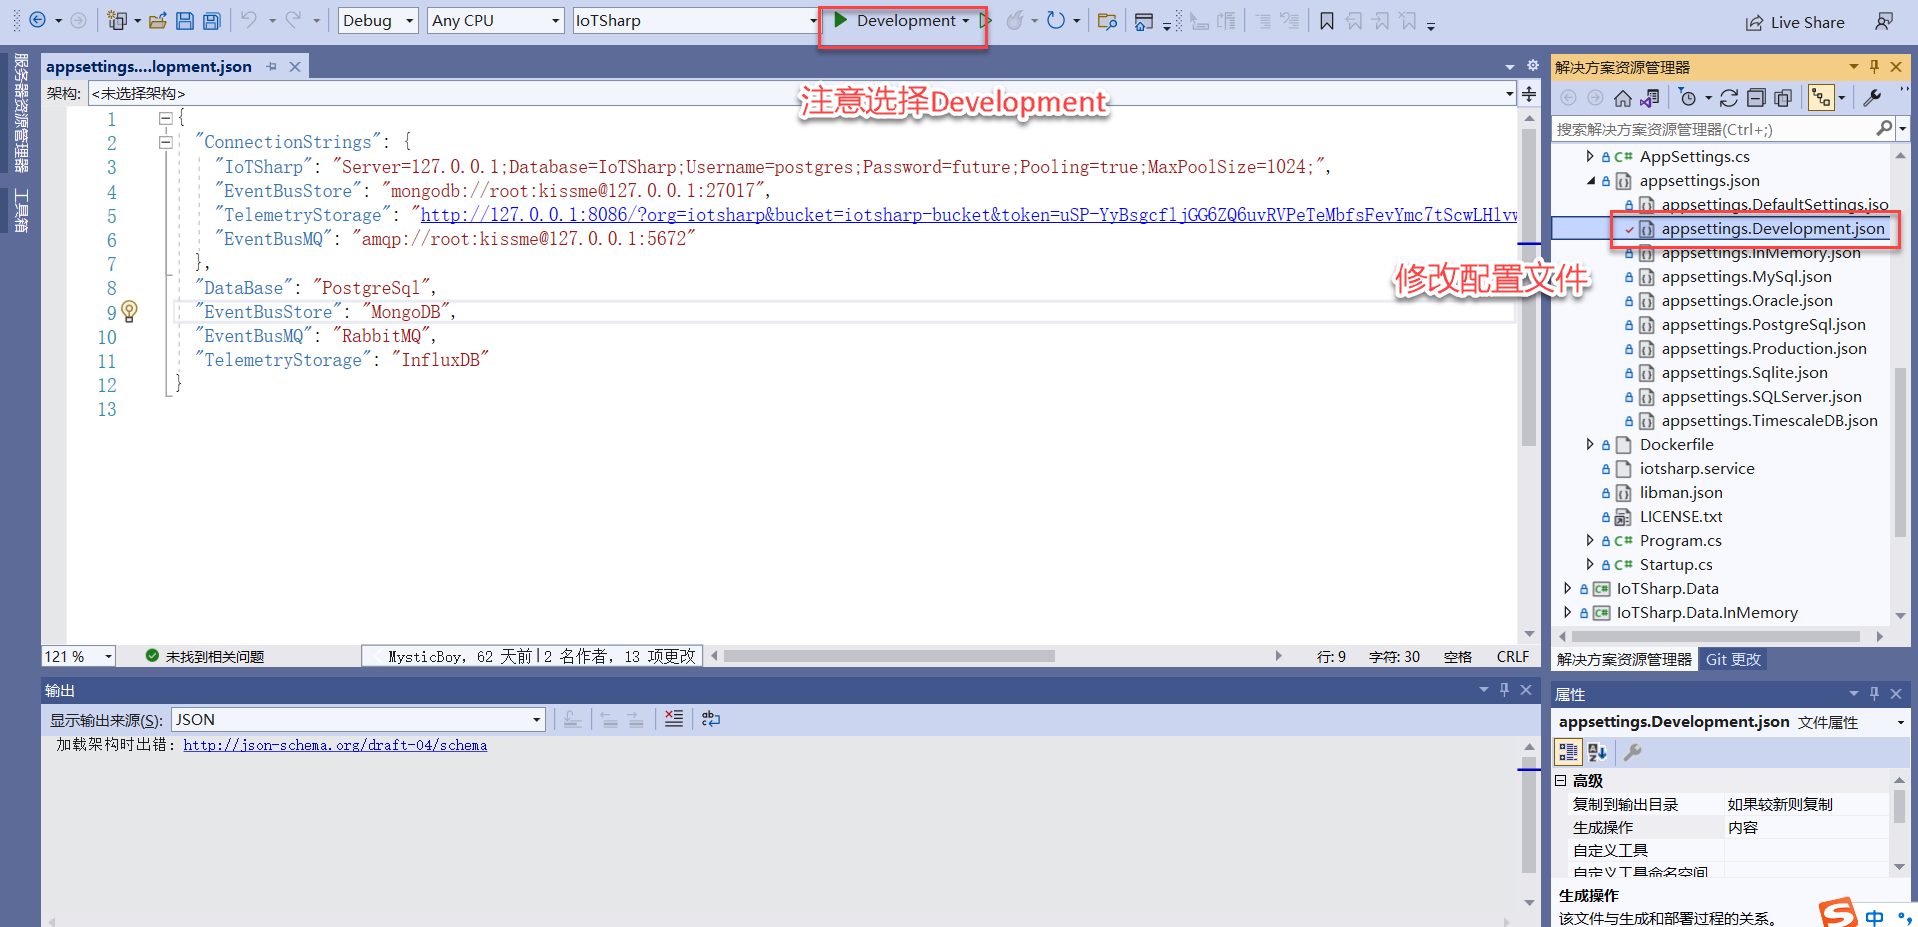 Debug
Any CPU
IoTSharp
Development
Live Share
服务器资源管理器
工具箱
appsettings....lopment.json
架构: <未选择架构>
注意选择Development
1 {
2 "ConnectionStrings": {
3 "IoTSharp": "Server=127.0.0.1;Database=IoTSharp;Username=postgres;Password=future;Pooling=true;MaxPoolSize=1024;",
4 "EventBusStore": "mongodb://root:kissme@127.0.0.1:27017",
5 "TelemetryStorage": "http://127.0.0.1:8086/?org=iotsharp&bucket=iotsharp-bucket&token=uSP-YyBsgcfljGG6ZQ6uvRVPeTeMbfsFevYmc7tScwLHlvw
6 "EventBusMQ": "amqp://root:kissme@127.0.0.1:5672"
7 },
8 "DataBase": "PostgreSql",
9 "EventBusStore": "MongoDB",
10 "EventBusMQ": "RabbitMQ",
11 "TelemetryStorage": "InfluxDB"
12 }
13
修改配置文件
121 %
未找到相关问题
MysticBoy, 62 天前|2 名作者, 13 项更改
行: 9 字符: 30 空格 CRLF
输出
显示输出来源(S): JSON
加载架构时出错: http://json-schema.org/draft-04/schema
解决方案资源管理器
搜索解决方案资源管理器(Ctrl+;)
C# AppSettings.cs
appsettings.json
appsettings.DefaultSettings.jso
appsettings.Development.json
appsettings.InMemory.json
appsettings.MySql.json
appsettings.Oracle.json
appsettings.PostgreSql.json
appsettings.Production.json
appsettings.Sqlite.json
appsettings.SQLServer.json
appsettings.TimescaleDB.json
Dockerfile
iotsharp.service
libman.json
LICENSE.txt
C# Program.cs
C# Startup.cs
C# IoTSharp.Data
C# IoTSharp.Data.InMemory
解决方案资源管理器 Git 更改
属性
appsettings.Development.json 文件属性
高级
复制到输出目录 如果较新则复制
生成操作 内容
自定义工具
自定义工具命名空间
生成操作
该文件与生成和部署过程的关系。
中